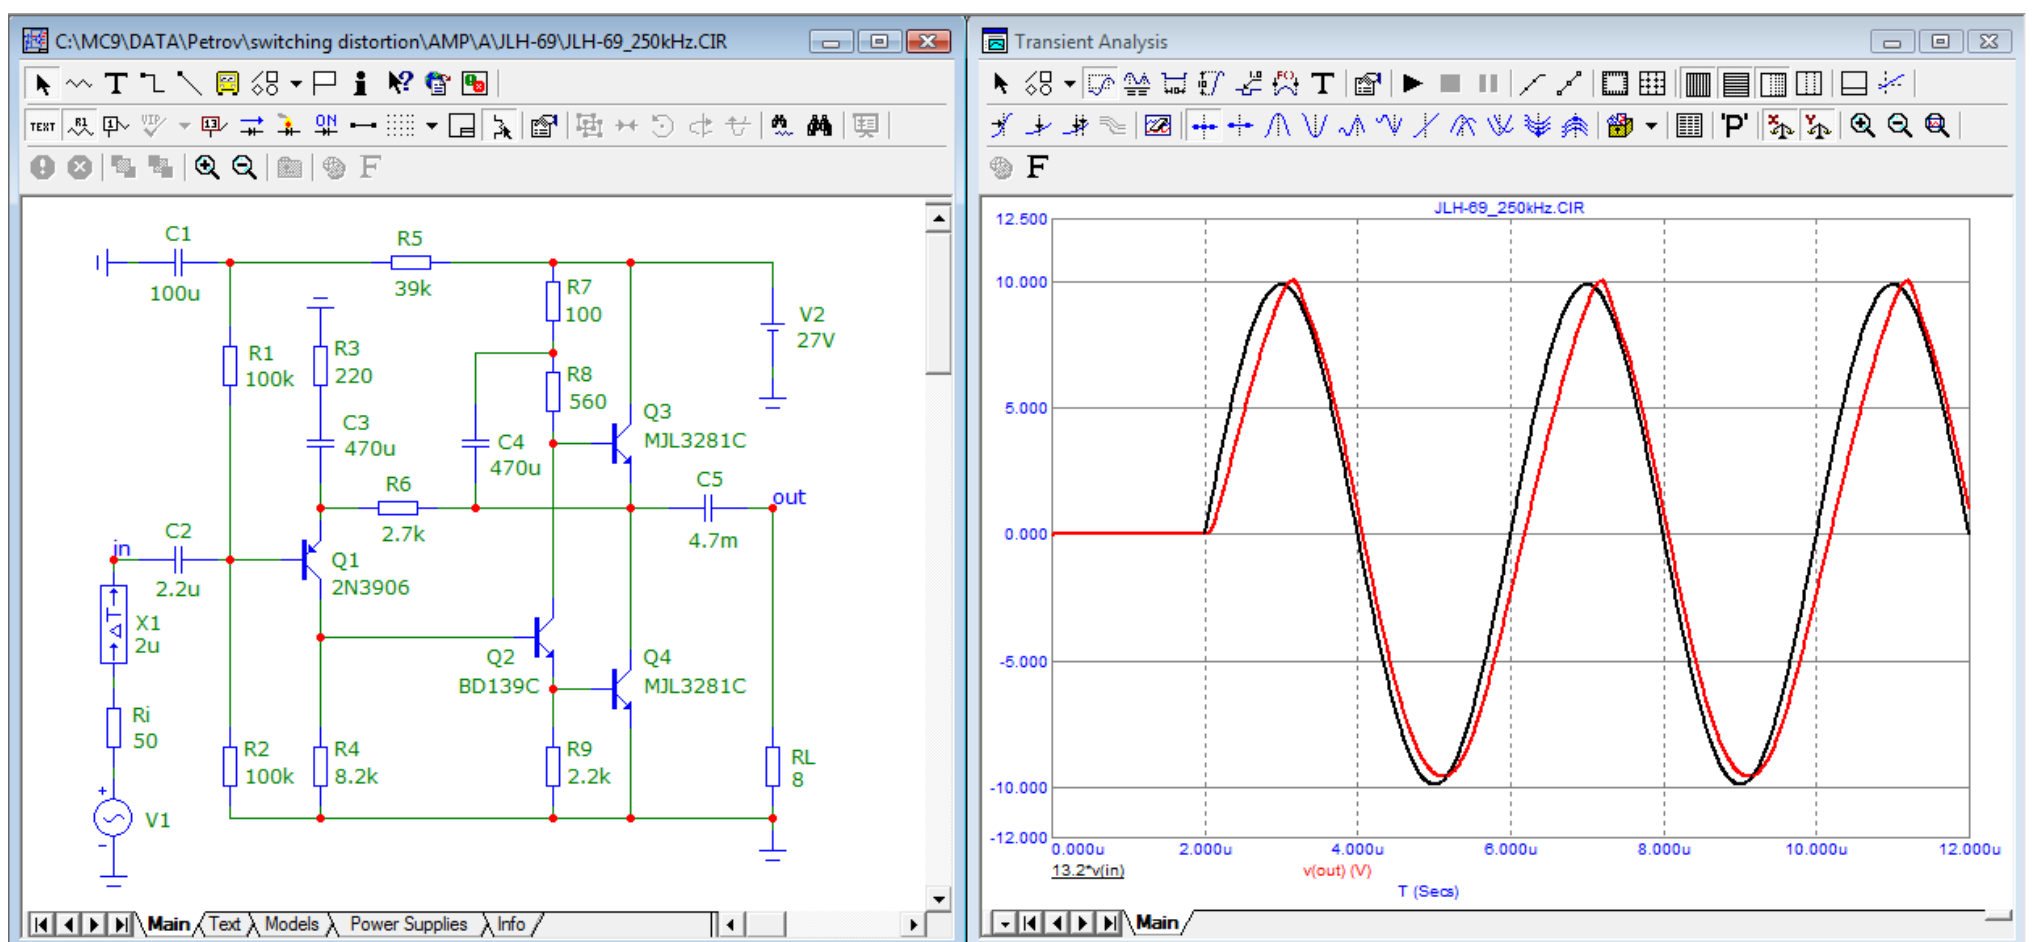 C:\MC9\DATA\Petrov\switching distortion\AMP\A\JLH-69\JLH-69_250kHz.CIR
TEXT R1 VIP 13 ON
F
C1
100u
R5
39k
R7
100
V2
27V
R1
100k
R3
220
R8
560
Q3
MJL3281C
C3
470u
C4
470u
R6
2.7k
C5
4.7m
out
in
C2
2.2u
Q1
2N3906
X1
2u
ΔT
Q2
BD139C
Q4
MJL3281C
Ri
50
R2
100k
R4
8.2k
R9
2.2k
RL
8
V1
Main Text Models Power Supplies Info
Transient Analysis
T
'P'
F
JLH-69_250kHz.CIR
12.500
10.000
5.000
0.000
-5.000
-10.000
-12.000
0.000u 2.000u 4.000u 6.000u 8.000u 10.000u 12.000u
13.2*v(in) v(out) (V)
T (Secs)
Main